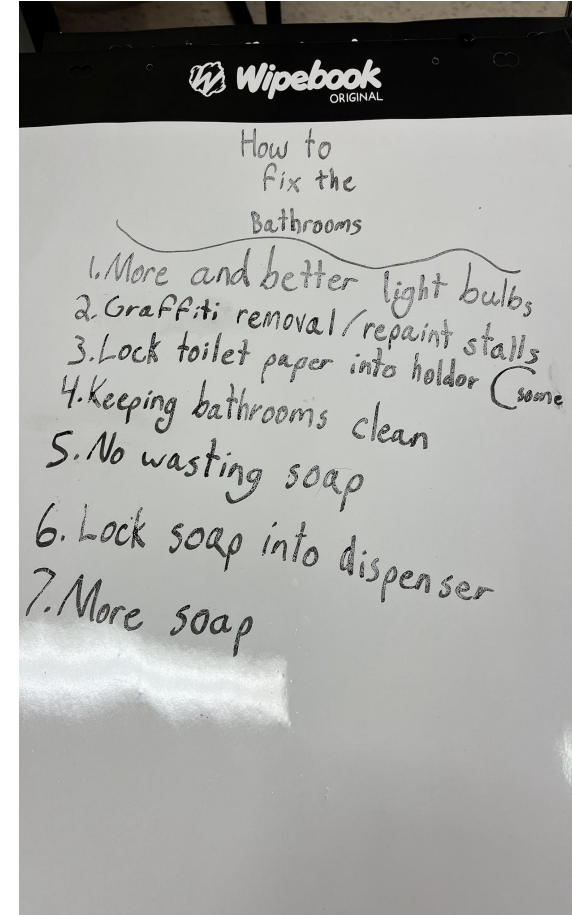 Wipebook
ORIGINAL
How to
fix the
Bathrooms
1. More and better light bulbs
2. Graffiti removal/repaint stalls
3. Lock toilet paper into holdor (some
4. Keeping bathrooms clean
5. No wasting soap
6. Lock soap into dispenser
7. More soap